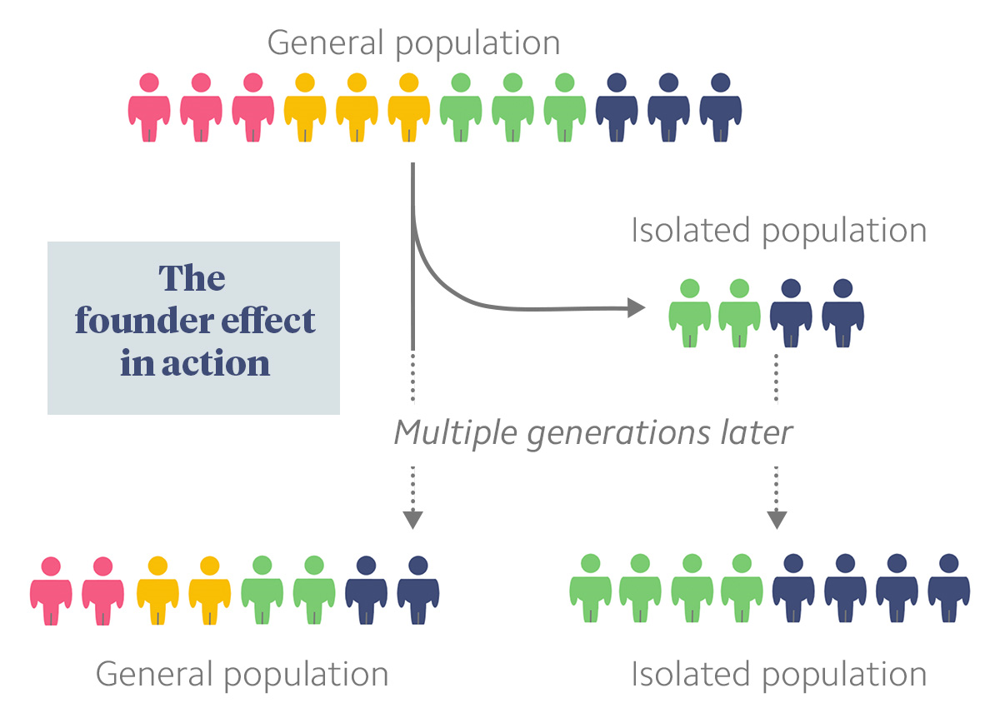 General population
Isolated population
The
founder effect
in action
Multiple generations later
General population
Isolated population